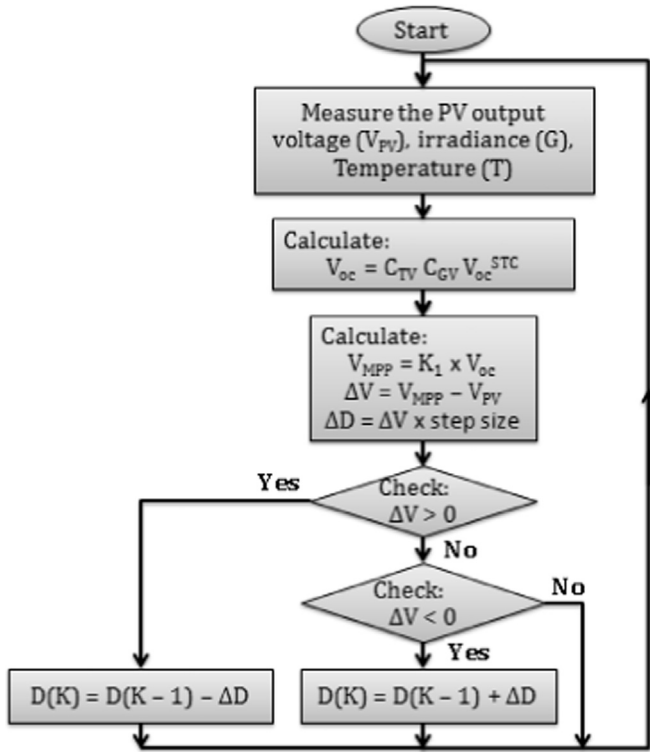 Start
Measure the PV output
voltage (V_PV), irradiance (G),
Temperature (T)
Calculate:
V_oc = C_TV C_GV V_oc^STC
Calculate:
V_MPP = K_1 x V_oc
ΔV = V_MPP – V_PV
ΔD = ΔV x step size
Yes
Check:
ΔV > 0
No
Check:
ΔV < 0
No
Yes
D(K) = D(K – 1) – ΔD
D(K) = D(K – 1) + ΔD